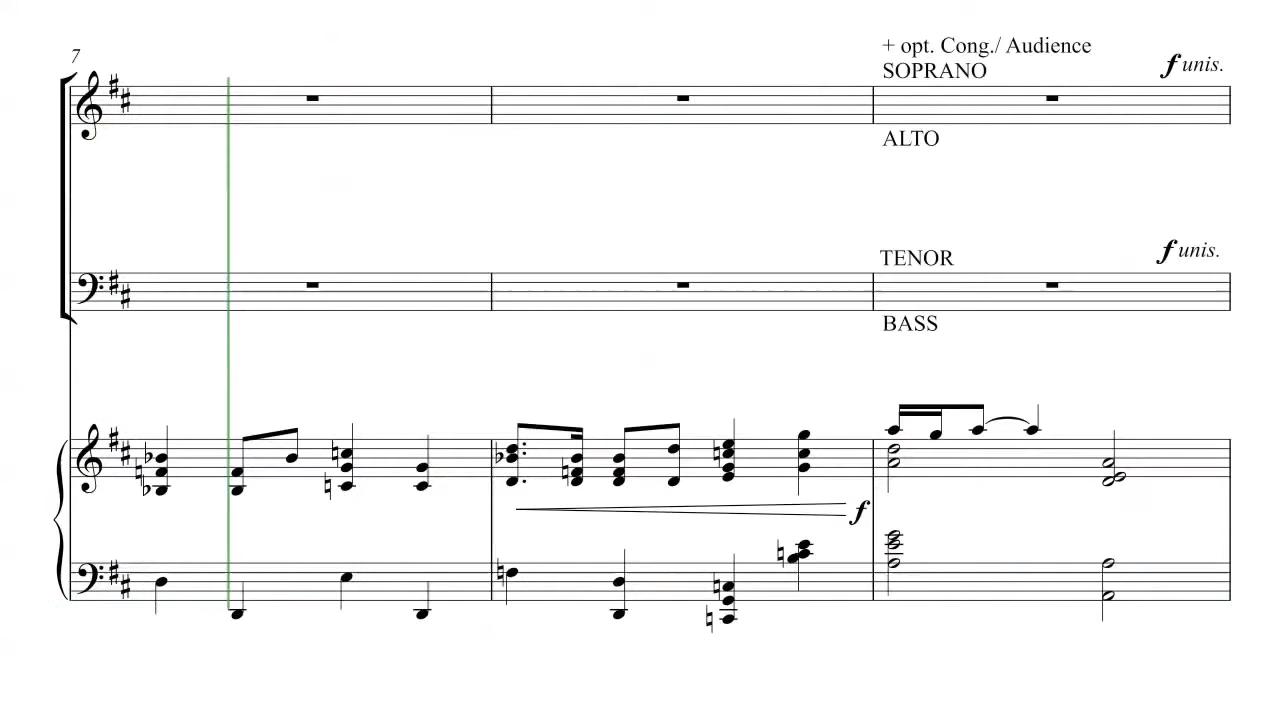 7
+ opt. Cong./ Audience
SOPRANO
f unis.
ALTO
TENOR
f unis.
BASS
f